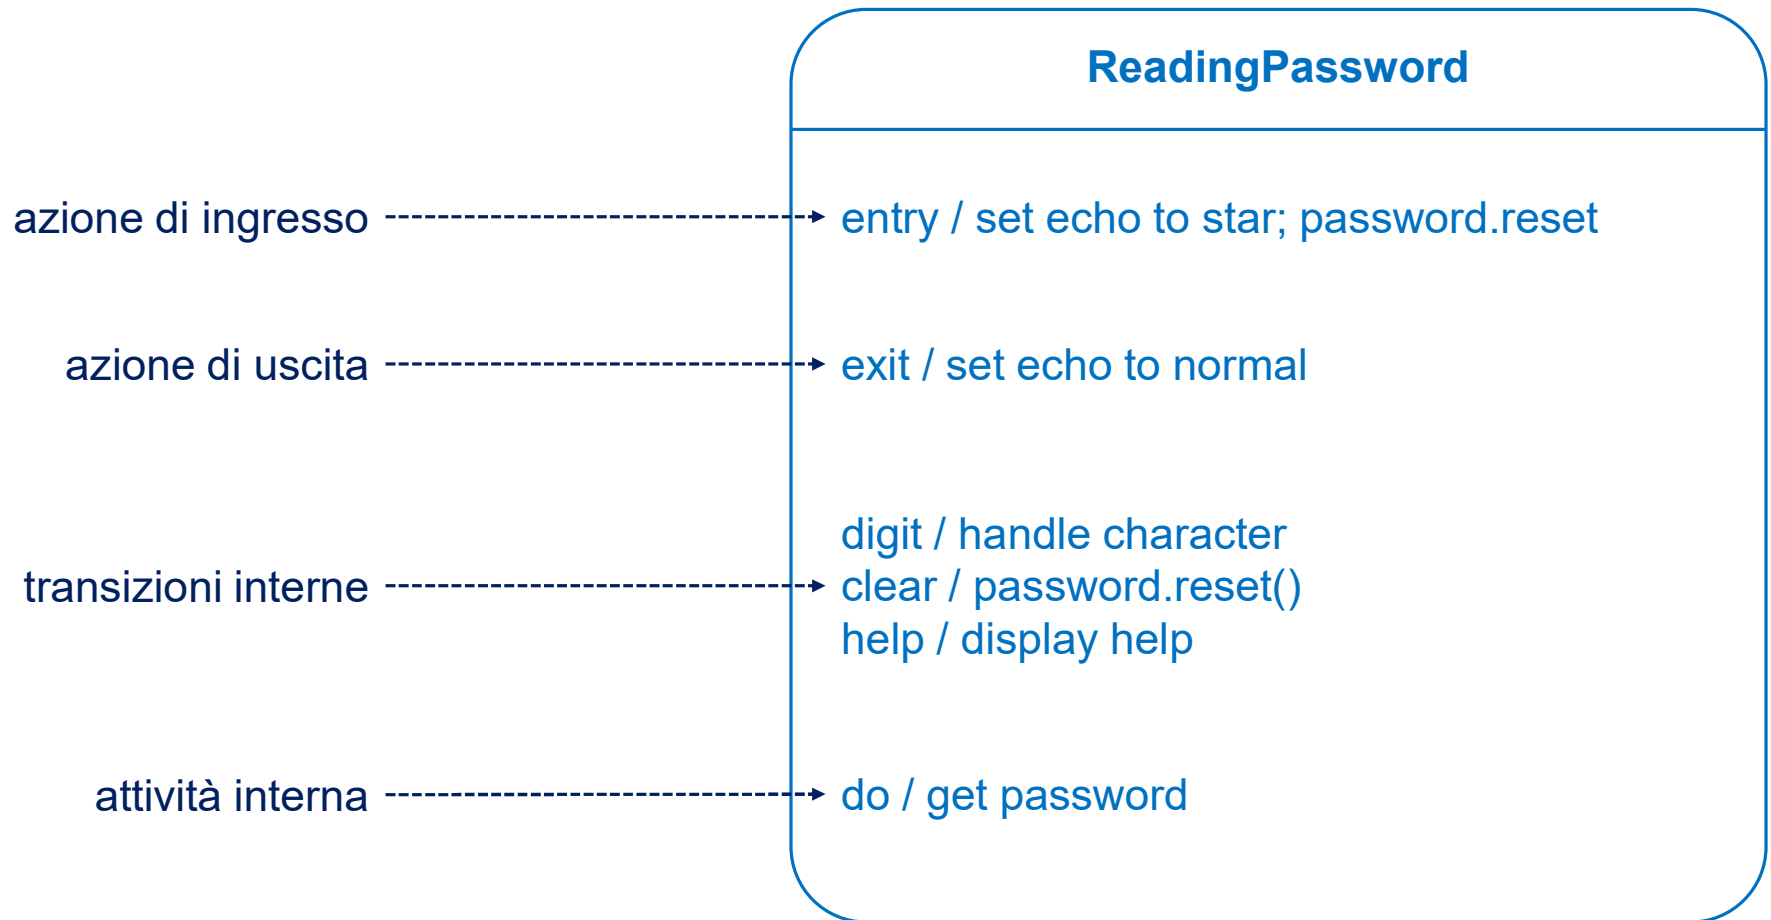 ReadingPassword
azione di ingresso
entry / set echo to star; password.reset
azione di uscita
exit / set echo to normal
transizioni interne
digit / handle character
clear / password.reset()
help / display help
attività interna
do / get password